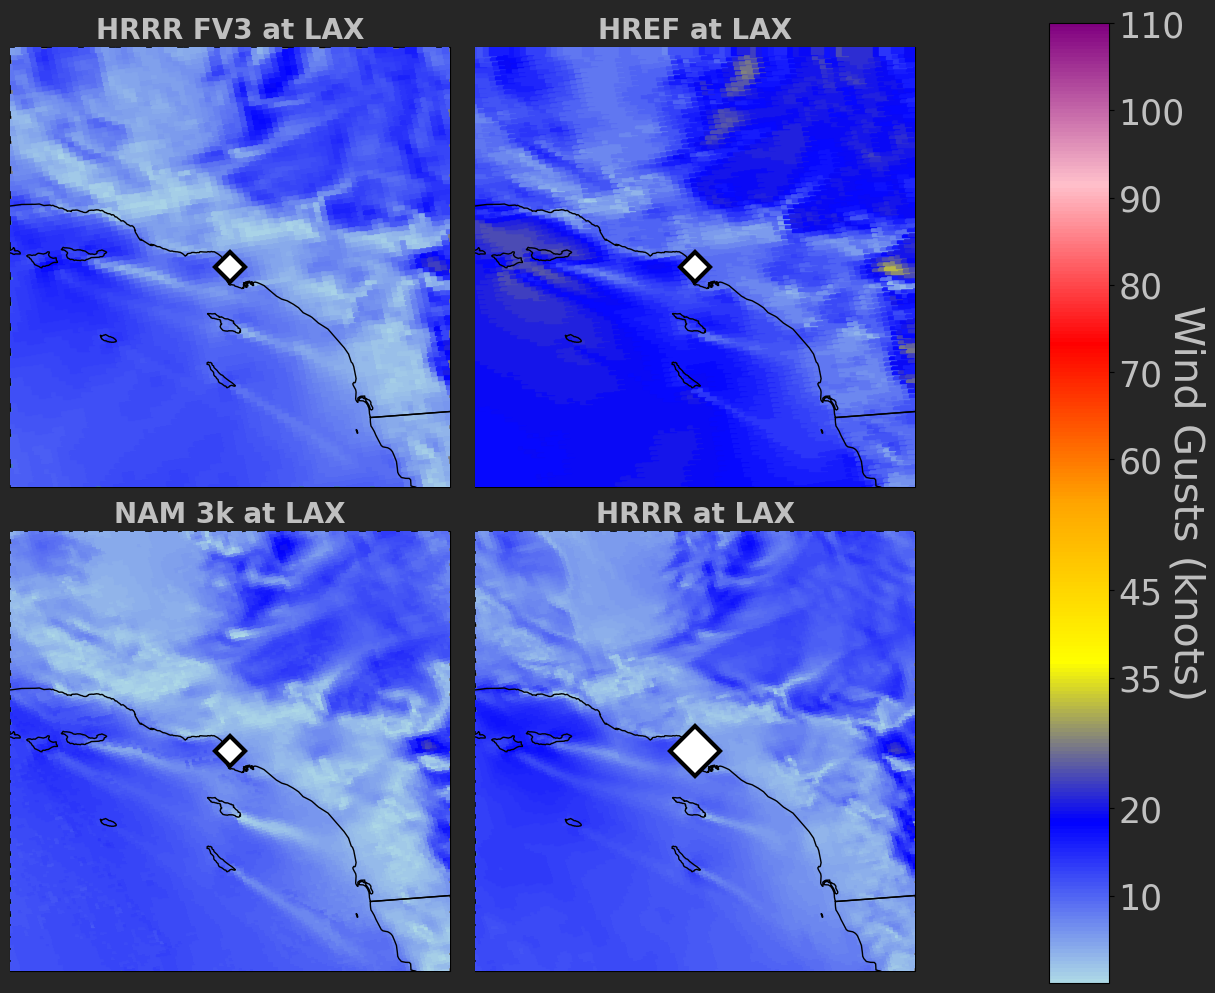 HRRR FV3 at LAX
HREF at LAX
NAM 3k at LAX
HRRR at LAX
110
100
90
80
70
60
45
35
20
10
Wind Gusts (knots)